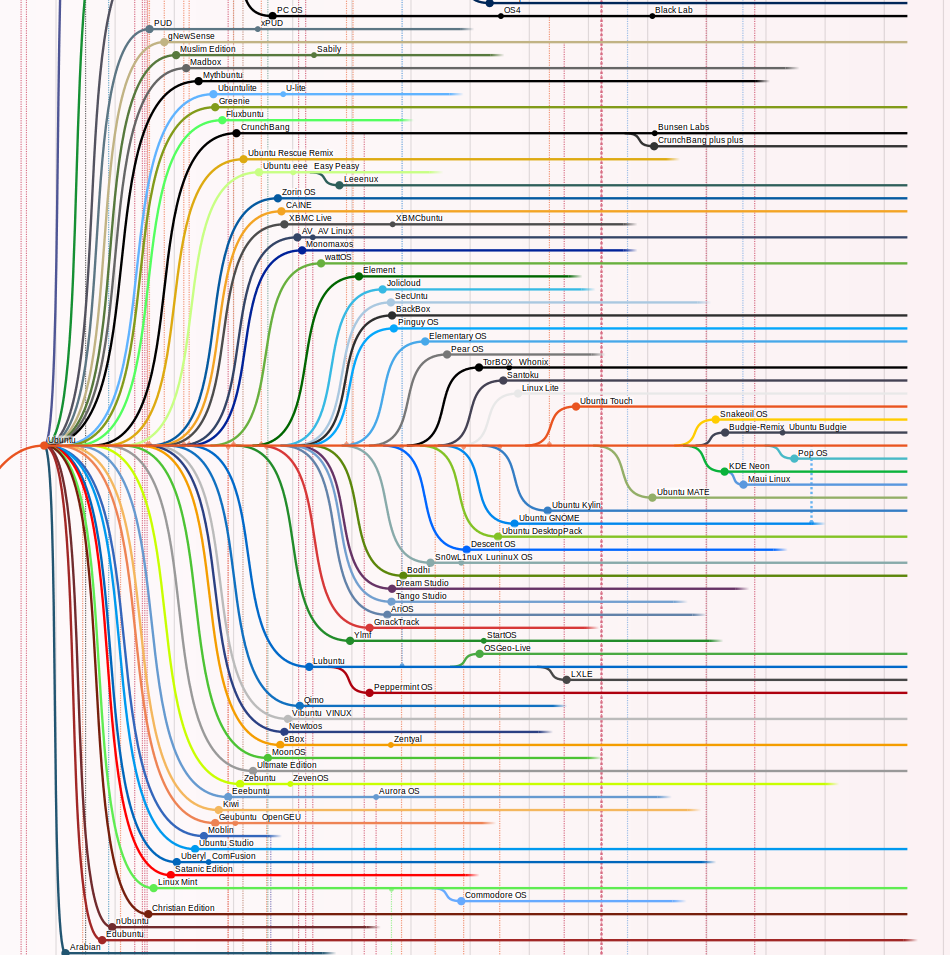 PC OS OS4 Black Lab
PUD xPUD
gNewSense
Muslim Edition Sabily
Madbox
Mythbuntu
Ubuntulite U-lite
Greenie
Fluxbuntu
CrunchBang Bunsen Labs
CrunchBang plus plus
Ubuntu Rescue Remix
Ubuntu eee Easy Peasy
Leeenux
Zorin OS
CAINE
XBMC Live XBMCbuntu
AV_ AV Linux
Monomaxos
wattOS
Element
Jolicloud
SecUntu
BackBox
Pinguy OS
Elementary OS
Pear OS
TorBOX Whonix
Santoku
Linux Lite
Ubuntu Touch
Snakeoil OS
Budgie-Remix Ubuntu Budgie
Ubuntu
Pop OS
KDE Neon
Maui Linux
Ubuntu MATE
Ubuntu Kylin
Ubuntu GNOME
Ubuntu DesktopPack
Descent OS
Sn0wL1nuX LuninuX OS
Bodhi
Dream Studio
Tango Studio
AriOS
GnackTrack
Ylmf StartOS
OSGeo-Live
Lubuntu
LXLE
Peppermint OS
Qimo
Vibuntu VINUX
Newtoos
eBox Zentyal
MoonOS
Ultimate Edition
Zebuntu ZevenOS
Eeebuntu Aurora OS
Kiwi
Geubuntu OpenGEU
Moblin
Ubuntu Studio
Uberyl ComFusion
Satanic Edition
Linux Mint
Commodore OS
Christian Edition
nUbuntu
Edubuntu
Arabian